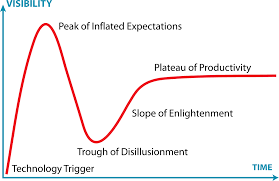 VISIBILITY
Peak of Inflated Expectations
Plateau of Productivity
Slope of Enlightenment
Trough of Disillusionment
Technology Trigger
TIME